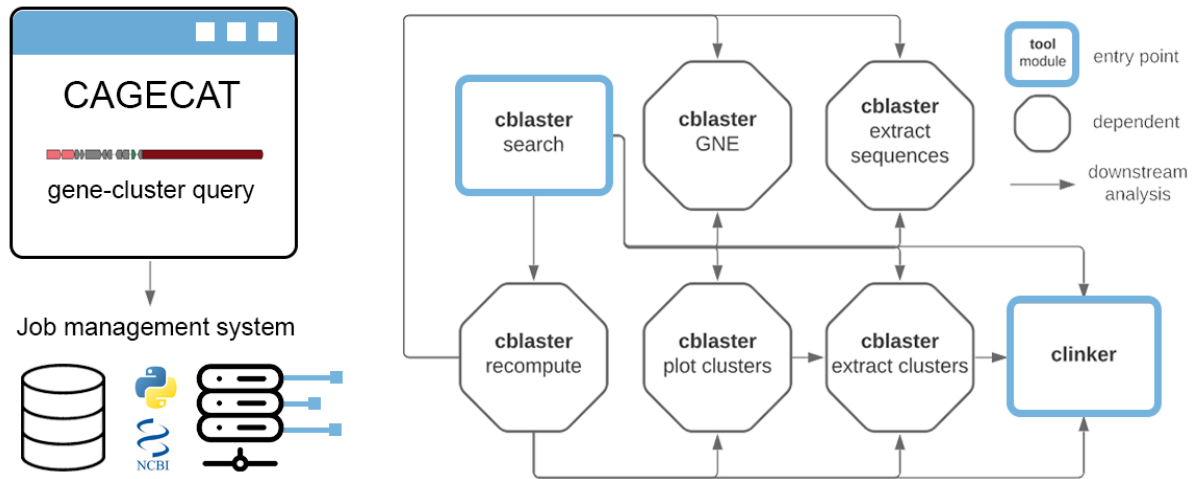 CAGECAT
gene-cluster query
Job management system
NCBI
cblaster
search
cblaster
GNE
cblaster
extract
sequences
cblaster
recompute
cblaster
plot clusters
cblaster
extract clusters
clinker
tool
module
entry point
dependent
downstream
analysis